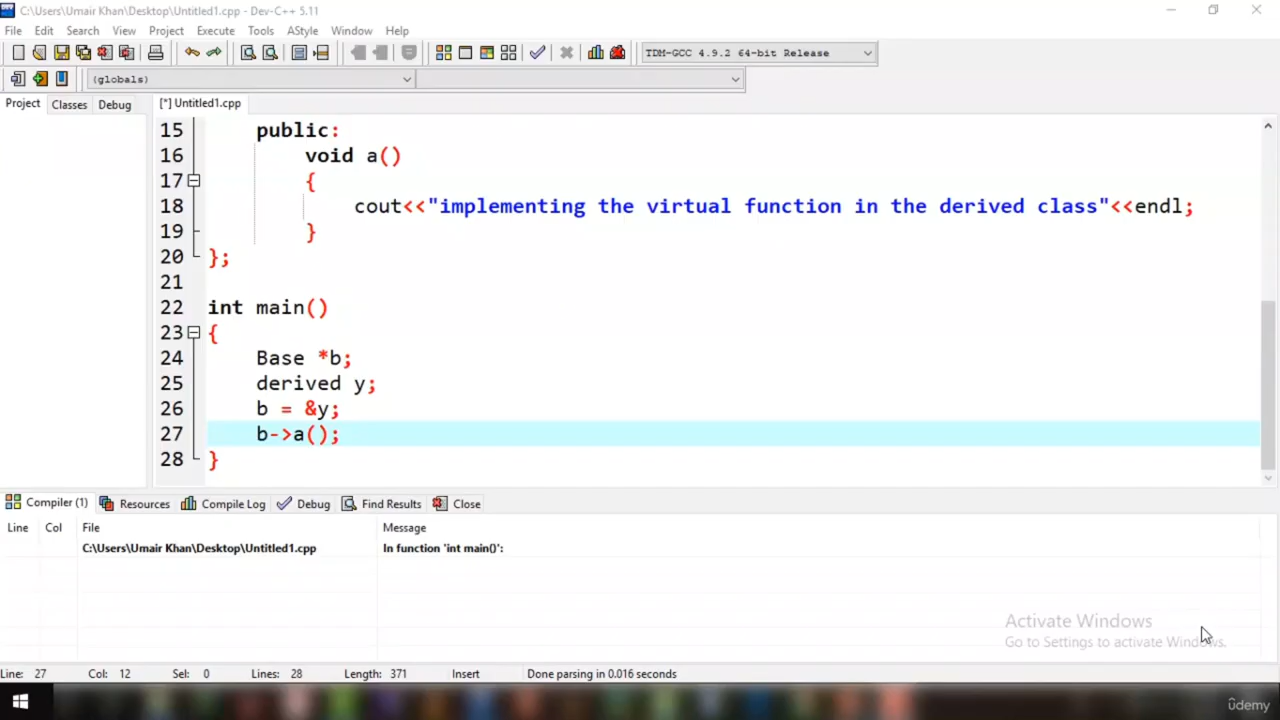 C:\Users\Umair Khan\Desktop\Untitled1.cpp - Dev-C++ 5.11
File Edit Search View Project Execute Tools AStyle Window Help
TDM-GCC 4.9.2 64-bit Release
(globals)
Project Classes Debug [*] Untitled1.cpp
15 public:
16 void a()
17 {
18 cout<<"implementing the virtual function in the derived class"<<endl;
19 }
20 };
21
22 int main()
23 {
24 Base *b;
25 derived y;
26 b = &y;
27 b->a();
28 }
Compiler (1) Resources Compile Log Debug Find Results Close
Line Col File Message
C:\Users\Umair Khan\Desktop\Untitled1.cpp In function 'int main()':
Activate Windows
Go to Settings to activate Windows.
Line: 27 Col: 12 Sel: 0 Lines: 28 Length: 371 Insert Done parsing in 0.016 seconds
ûdemy